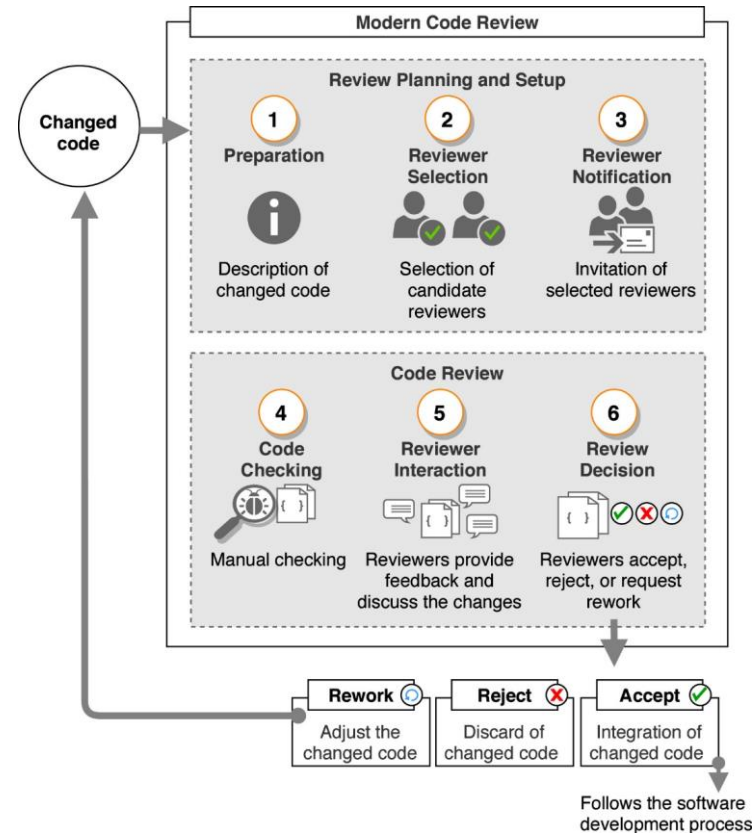 Modern Code Review
Changed
code
Review Planning and Setup
1
Preparation
Description of
changed code
2
Reviewer
Selection
Selection of
candidate
reviewers
3
Reviewer
Notification
Invitation of
selected reviewers
Code Review
4
Code
Checking
{ }
Manual checking
5
Reviewer
Interaction
{ }
Reviewers provide
feedback and
discuss the changes
6
Review
Decision
{ }
Reviewers accept,
reject, or request
rework
Rework
Adjust the
changed code
Reject
Discard of
changed code
Accept
Integration of
changed code
Follows the software
development process